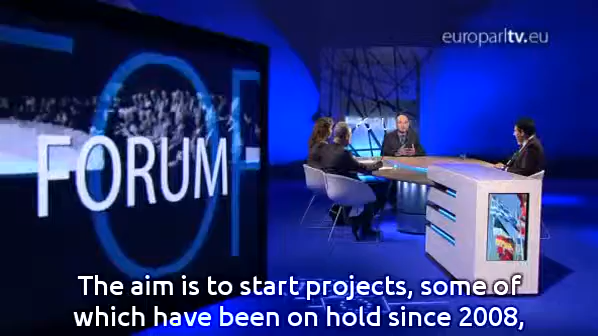 europarltv.eu
FORUM
The aim is to start projects, some of
which have been on hold since 2008,